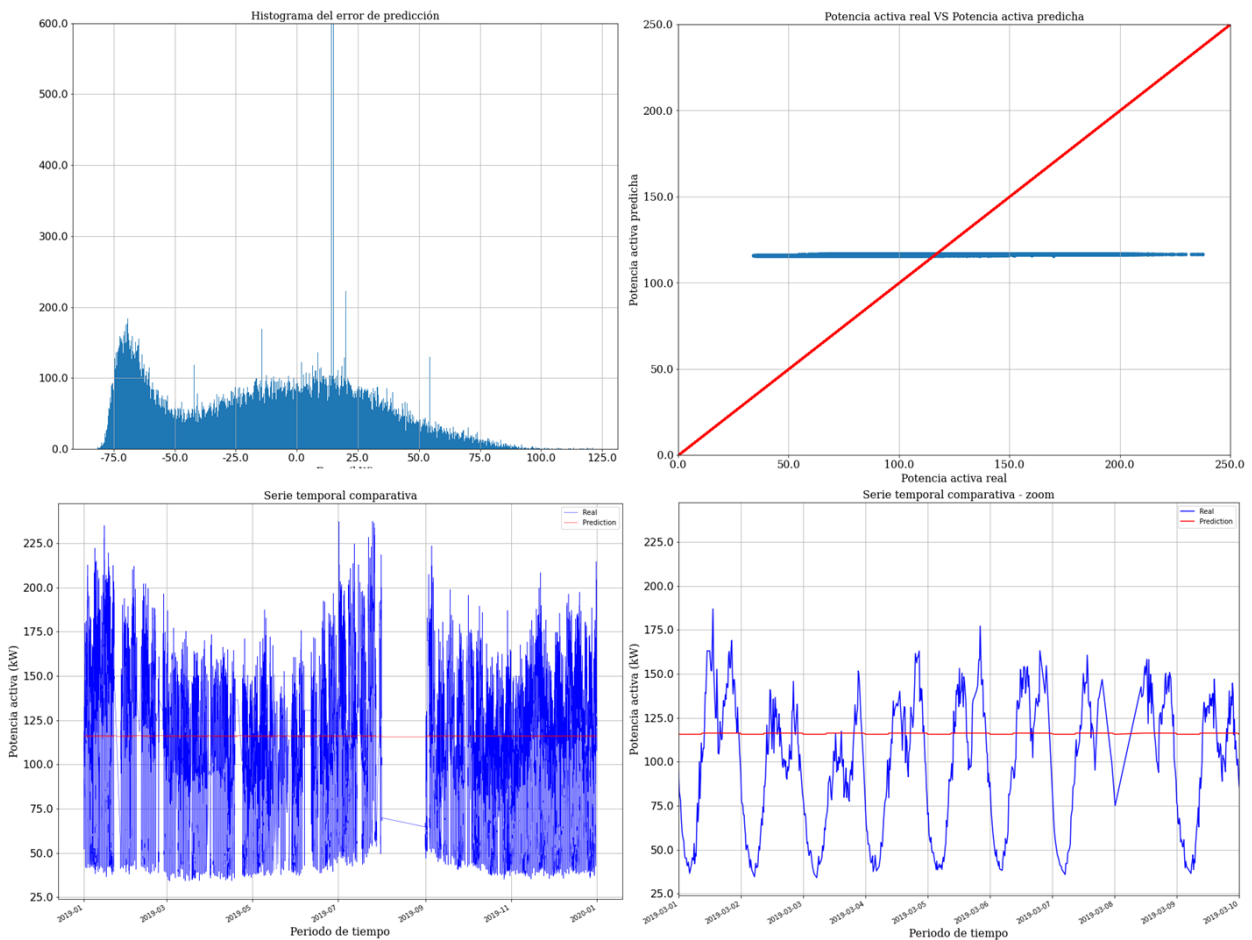 Histograma del error de predicción
600.0
500.0
400.0
300.0
200.0
100.0
0.0
-75.0 -50.0 -25.0 0.0 25.0 50.0 75.0 100.0 125.0
Potencia activa real VS Potencia activa predicha
Potencia activa predicha
250.0
200.0
150.0
100.0
50.0
0.0
0.0 50.0 100.0 150.0 200.0 250.0
Potencia activa real
Serie temporal comparativa
Real
Prediction
Potencia activa (kW)
225.0
200.0
175.0
150.0
125.0
100.0
75.0
50.0
25.0
2019-01 2019-03 2019-05 2019-07 2019-09 2019-11 2020-01
Periodo de tiempo
Serie temporal comparativa - zoom
Real
Prediction
Potencia activa (kW)
225.0
200.0
175.0
150.0
125.0
100.0
75.0
50.0
25.0
2019-03-01 2019-03-02 2019-03-03 2019-03-04 2019-03-05 2019-03-06 2019-03-07 2019-03-08 2019-03-09 2019-03-10
Periodo de tiempo